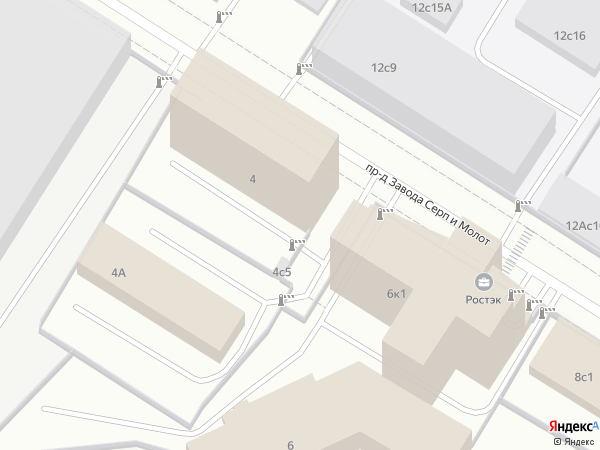 12с15А
12с16
12с9
пр-д Завода Серп и Молот
4
12Ас1
4с5
4А
6к1
Ростэк
8с1
6
Яндекс
© Яндекс